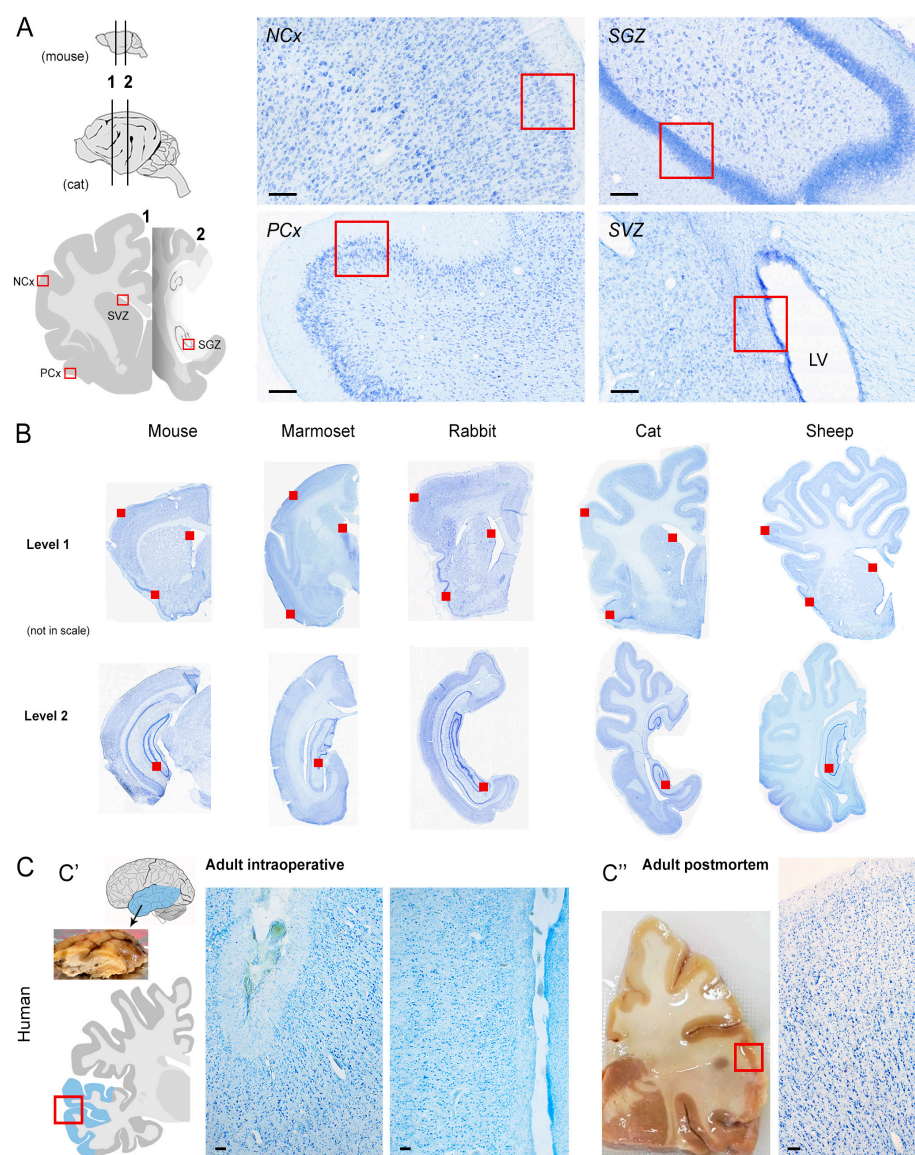 A
(mouse)
1 2
(cat)
1
2
NCx
SVZ
SGZ
PCx
NCx
SGZ
PCx
SVZ
LV
B
Mouse Marmoset Rabbit Cat Sheep
Level 1
(not in scale)
Level 2
C C' Adult intraoperative C'' Adult postmortem
Human